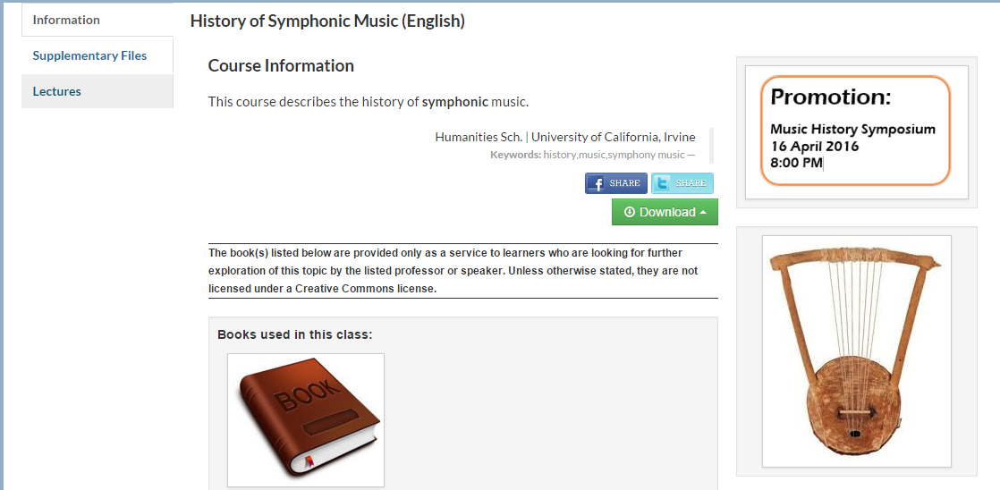 Information
Supplementary Files
Lectures
History of Symphonic Music (English)
Course Information
This course describes the history of symphonic music.
Humanities Sch. | University of California, Irvine
Keywords: history,music,symphony music —
SHARE
SHARE
Download
The book(s) listed below are provided only as a service to learners who are looking for further
exploration of this topic by the listed professor or speaker. Unless otherwise stated, they are not
licensed under a Creative Commons license.
Books used in this class:
BOOK
Promotion:
Music History Symposium
16 April 2016
8:00 PM